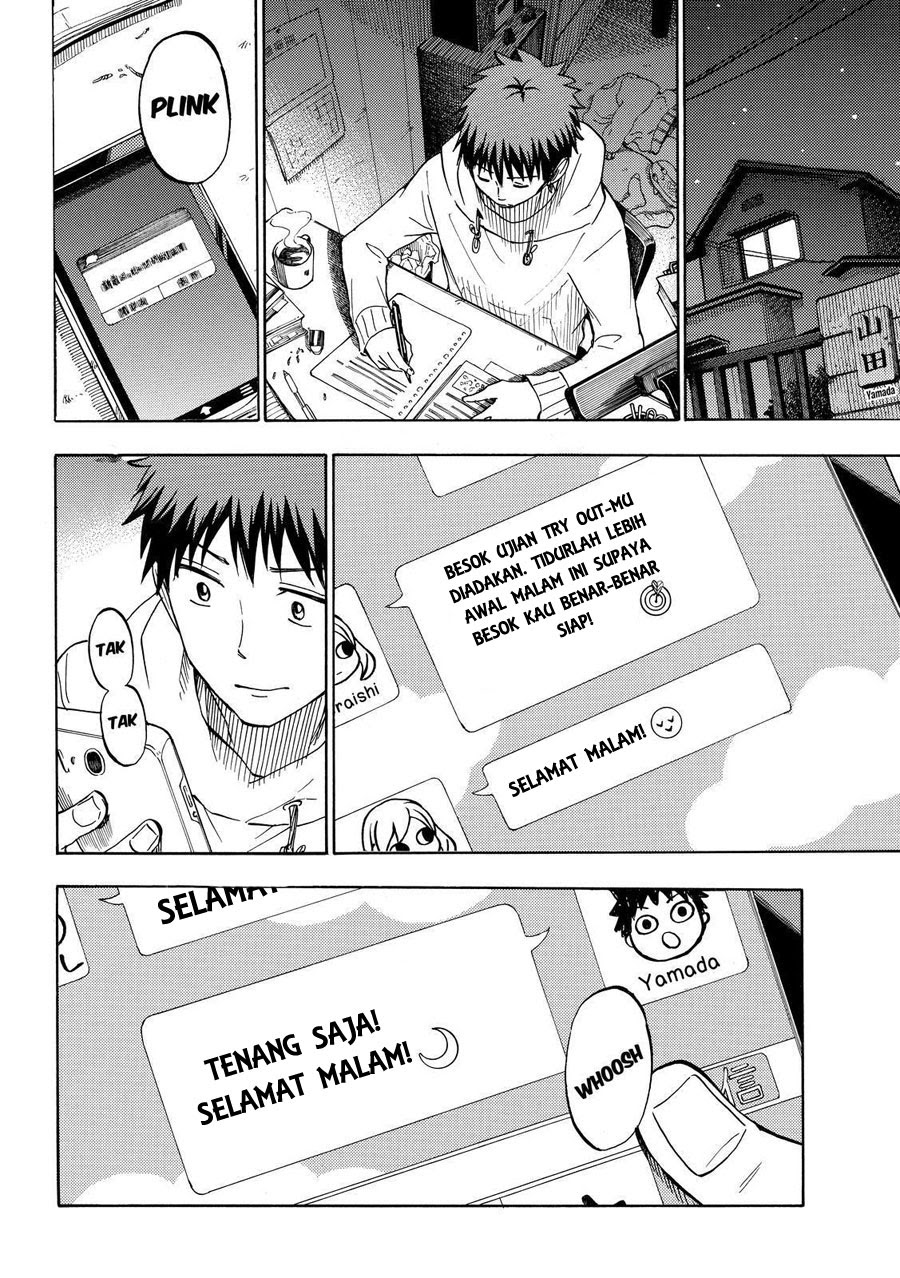 山田
Yamada
PLINK
BESOK UJIAN TRY OUT-MU
DIADAKAN. TIDURLAH LEBIH
AWAL MALAM INI SUPAYA
BESOK KAU BENAR-BENAR
SIAP!
raishi
SELAMAT MALAM!
TAK
TAK
SELAMAT
Yamada
TENANG SAJA!
SELAMAT MALAM!
WHOOSH
信